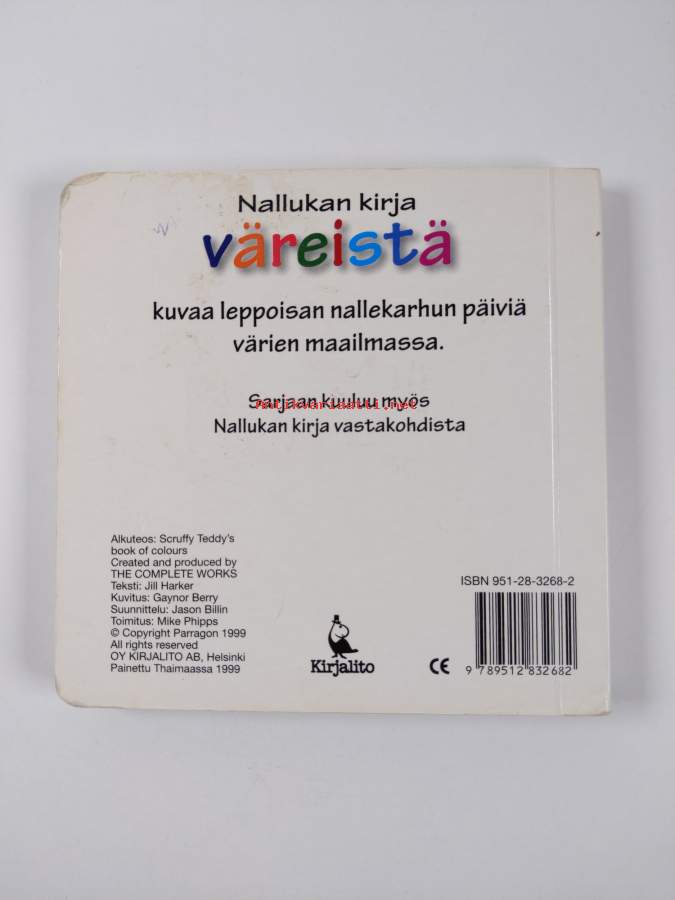 Nallukan kirja
väreistä
kuvaa leppoisan nallekarhun päiviä
värien maailmassa.
Sarjaan kuuluu myös
Antikvariaatti.net
Nallukan kirja vastakohdista
Alkuteos: Scruffy Teddy's
book of colours
Created and produced by
THE COMPLETE WORKS
Teksti: Jill Harker
Kuvitus: Gaynor Berry
Suunnittelu: Jason Billin
Toimitus: Mike Phipps
© Copyright Parragon 1999
All rights reserved
OY KIRJALITO AB, Helsinki
Painettu Thaimaassa 1999
Kirjalito
CE
ISBN 951-28-3268-2
9 789512 832682